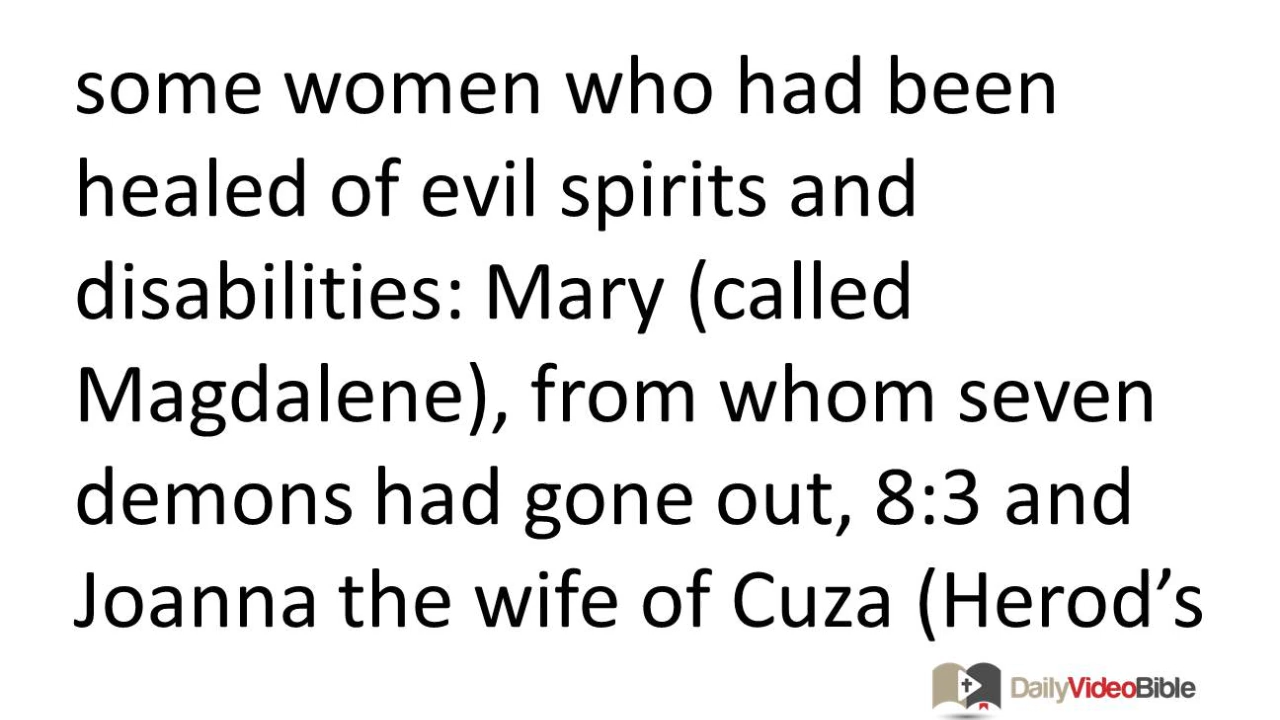 some women who had been
healed of evil spirits and
disabilities: Mary (called
Magdalene), from whom seven
demons had gone out, 8:3 and
Joanna the wife of Cuza (Herod’s
DailyVideoBible